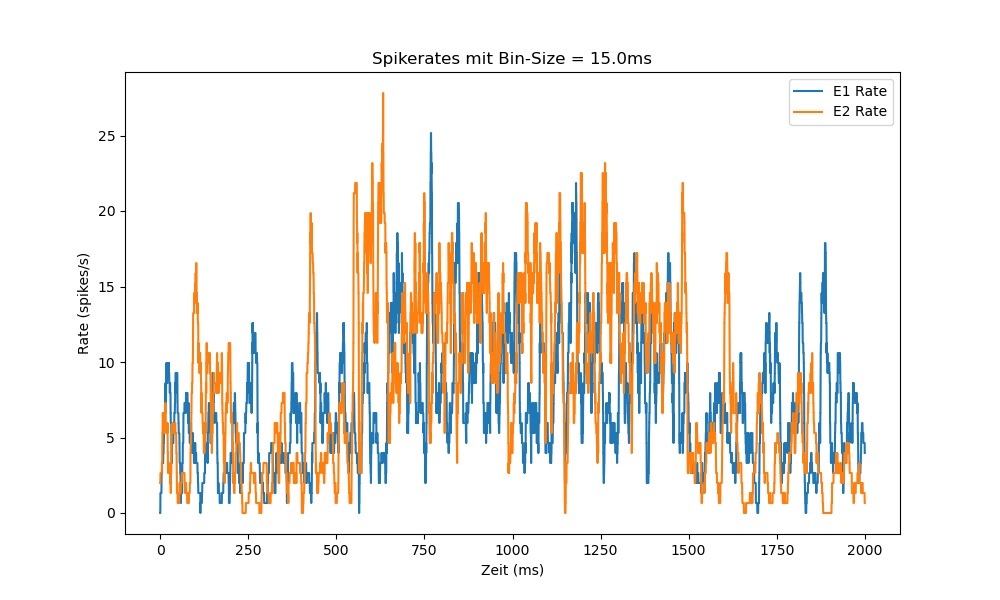 Spikerates mit Bin-Size = 15.0ms
E1 Rate
E2 Rate
Rate (spikes/s)
25
20
15
10
5
0
0 250 500 750 1000 1250 1500 1750 2000
Zeit (ms)